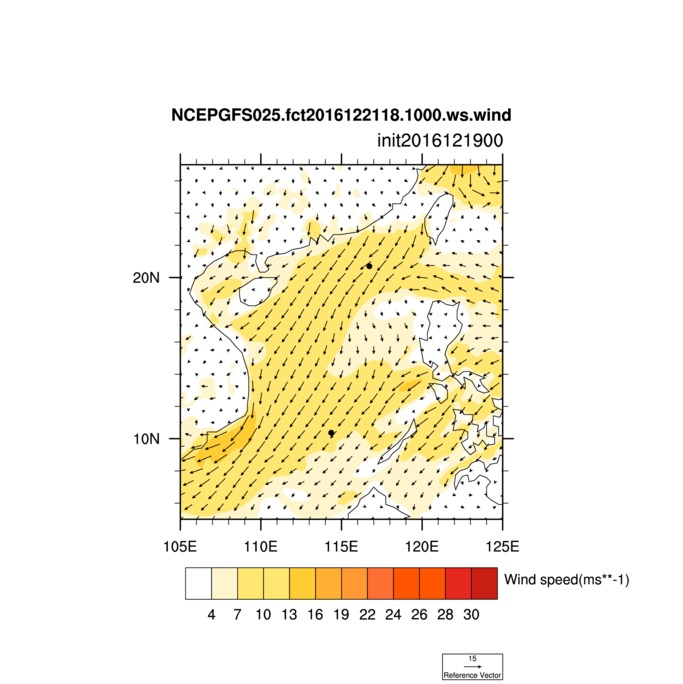 NCEPGFS025.fct2016122118.1000.ws.wind
init2016121900
20N
10N
105E 110E 115E 120E 125E
Wind speed(ms**-1)
4 7 10 13 16 19 22 24 26 28 30
15
Reference Vector